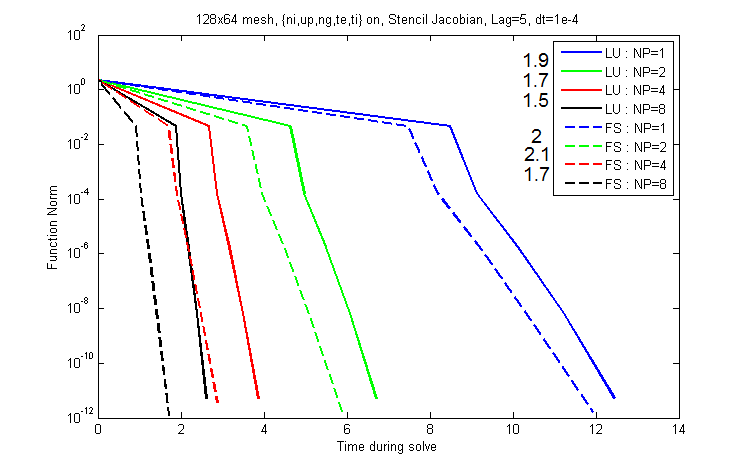 128x64 mesh, {ni,up,ng,te,ti} on, Stencil Jacobian, Lag=5, dt=1e-4
10^2
10^0
10^-2
10^-4
10^-6
10^-8
10^-10
10^-12
Function Norm
0 2 4 6 8 10 12 14
Time during solve
1.9
1.7
1.5
2
2.1
1.7
LU : NP=1
LU : NP=2
LU : NP=4
LU : NP=8
FS : NP=1
FS : NP=2
FS : NP=4
FS : NP=8